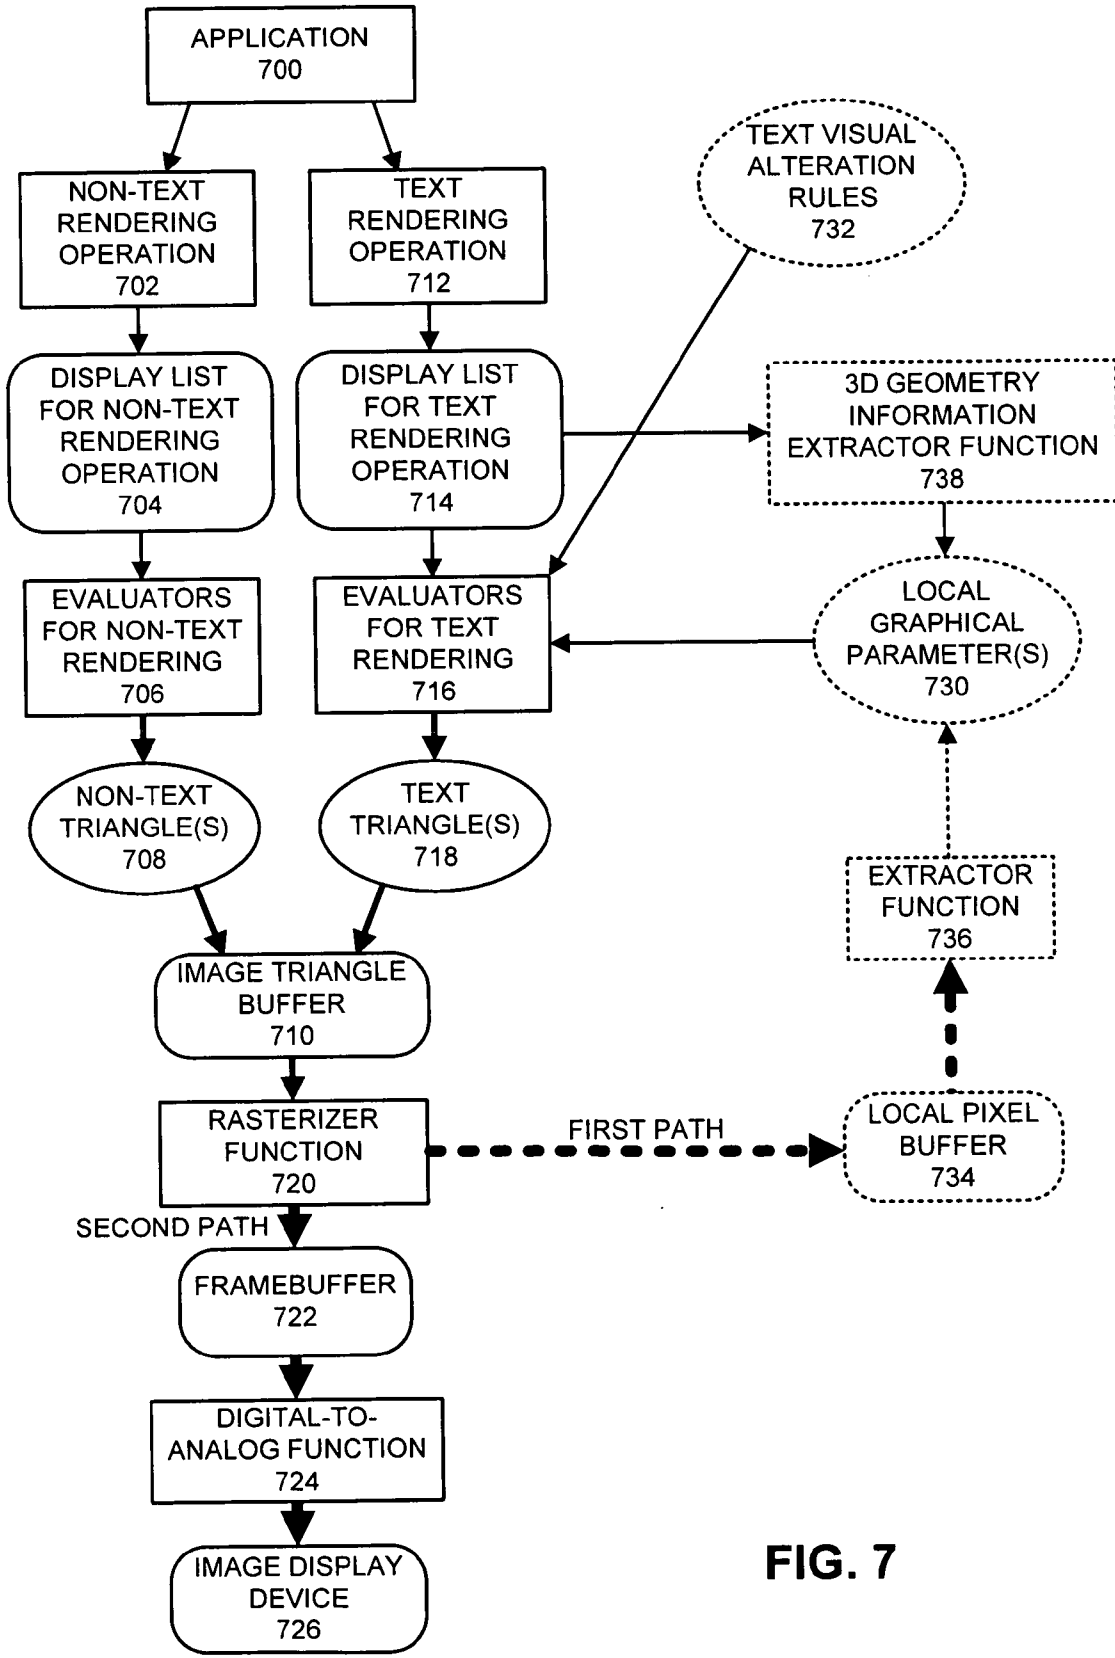 APPLICATION
700
NON-TEXT
RENDERING
OPERATION
702
TEXT
RENDERING
OPERATION
712
TEXT VISUAL
ALTERATION
RULES
732
DISPLAY LIST
FOR NON-TEXT
RENDERING
OPERATION
704
DISPLAY LIST
FOR TEXT
RENDERING
OPERATION
714
3D GEOMETRY
INFORMATION
EXTRACTOR FUNCTION
738
EVALUATORS
FOR NON-TEXT
RENDERING
706
EVALUATORS
FOR TEXT
RENDERING
716
LOCAL
GRAPHICAL
PARAMETER(S)
730
NON-TEXT
TRIANGLE(S)
708
TEXT
TRIANGLE(S)
718
EXTRACTOR
FUNCTION
736
IMAGE TRIANGLE
BUFFER
710
RASTERIZER
FUNCTION
720
FIRST PATH
LOCAL PIXEL
BUFFER
734
SECOND PATH
FRAMEBUFFER
722
DIGITAL-TO-
ANALOG FUNCTION
724
IMAGE DISPLAY
DEVICE
726
FIG. 7